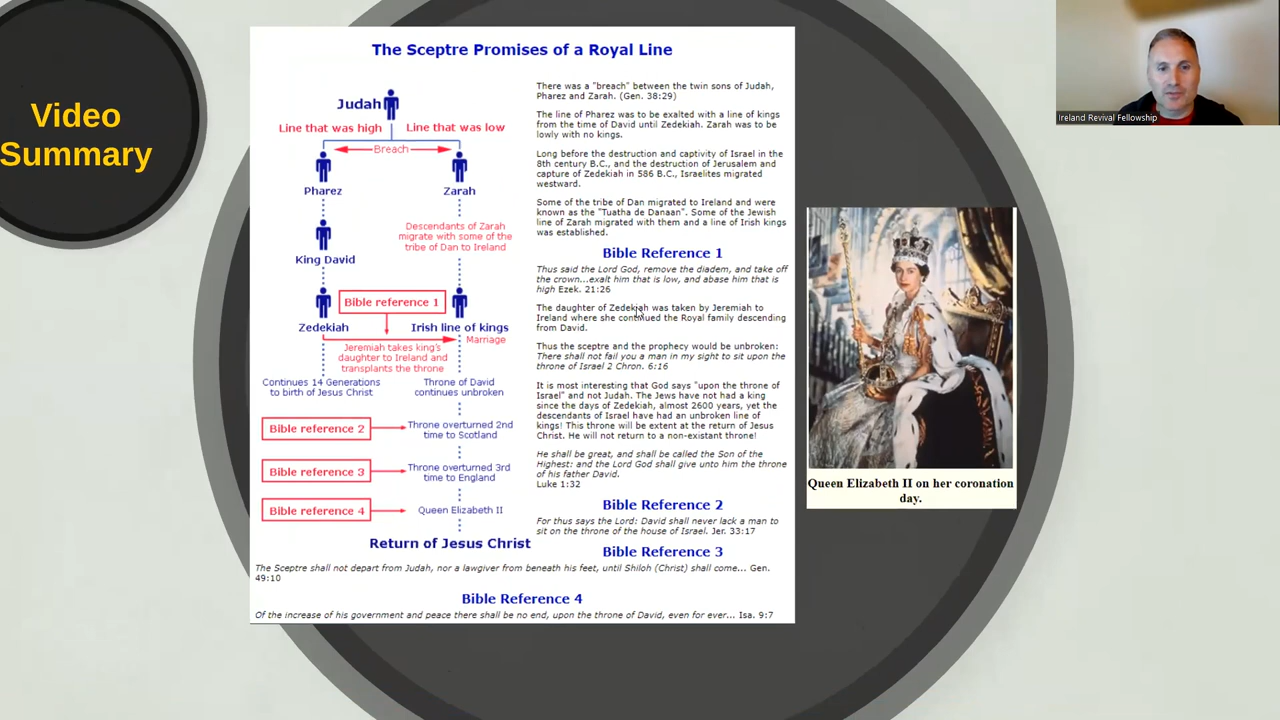 Video
Summary
The Sceptre Promises of a Royal Line
Judah
Line that was high
Line that was low
Breach
Pharez
Zarah
Descendants of Zarah
migrate with some of the
tribe of Dan to Ireland
King David
Bible reference 1
Zedekiah
Irish line of kings
Marriage
Jeremiah takes king's
daughter to Ireland and
transplants the throne
Continues 14 Generations
to birth of Jesus Christ
Throne of David
continues unbroken
Bible reference 2
Throne overturned 2nd
time to Scotland
Bible reference 3
Throne overturned 3rd
time to England
Bible reference 4
Queen Elizabeth II
Return of Jesus Christ
There was a "breach" between the twin sons of Judah,
Pharez and Zarah. (Gen. 38:29)
The line of Pharez was to be exalted with a line of kings
from the time of David until Zedekiah. Zarah was to be
lowly with no kings.
Long before the destruction and captivity of Israel in the
8th century B.C., and the destruction of Jerusalem and
capture of Zedekiah in 586 B.C., Israelites migrated
westward.
Some of the tribe of Dan migrated to Ireland and were
known as the "Tuatha de Danaan". Some of the Jewish
line of Zarah migrated with them and a line of Irish kings
was established.
Bible Reference 1
Thus said the Lord God, remove the diadem, and take off
the crown...exalt him that is low, and abase him that is
high Ezek. 21:26
The daughter of Zedekiah was taken by Jeremiah to
Ireland where she continued the Royal family descending
from David.
Thus the sceptre and the prophecy would be unbroken:
There shall not fail you a man in my sight to sit upon the
throne of Israel 2 Chron. 6:16
It is most interesting that God says "upon the throne of
Israel" and not Judah. The Jews have not had a king
since the days of Zedekiah, almost 2600 years, yet the
descendants of Israel have had an unbroken line of
kings! This throne will be extent at the return of Jesus
Christ. He will not return to a non-existant throne!
He shall be great, and shall be called the Son of the
Highest: and the Lord God shall give unto him the throne
of his father David.
Luke 1:32
Bible Reference 2
For thus says the Lord: David shall never lack a man to
sit on the throne of the house of Israel. Jer. 33:17
Bible Reference 3
The Sceptre shall not depart from Judah, nor a lawgiver from beneath his feet, until Shiloh (Christ) shall come... Gen.
49:10
Bible Reference 4
Of the increase of his government and peace there shall be no end, upon the throne of David, even for ever... Isa. 9:7
Queen Elizabeth II on her coronation
day.
Ireland Revival Fellowship